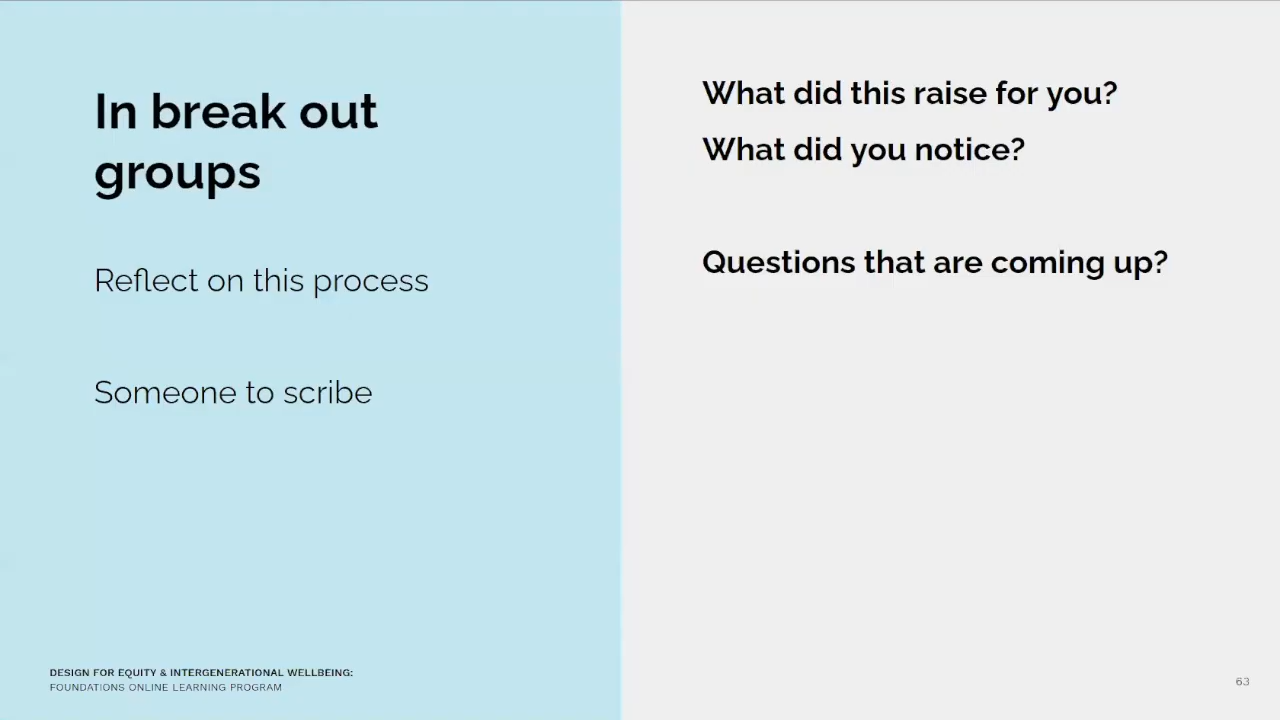 In break out
groups
Reflect on this process
Someone to scribe
What did this raise for you?
What did you notice?
Questions that are coming up?
DESIGN FOR EQUITY & INTERGENERATIONAL WELLBEING:
FOUNDATIONS ONLINE LEARNING PROGRAM
63